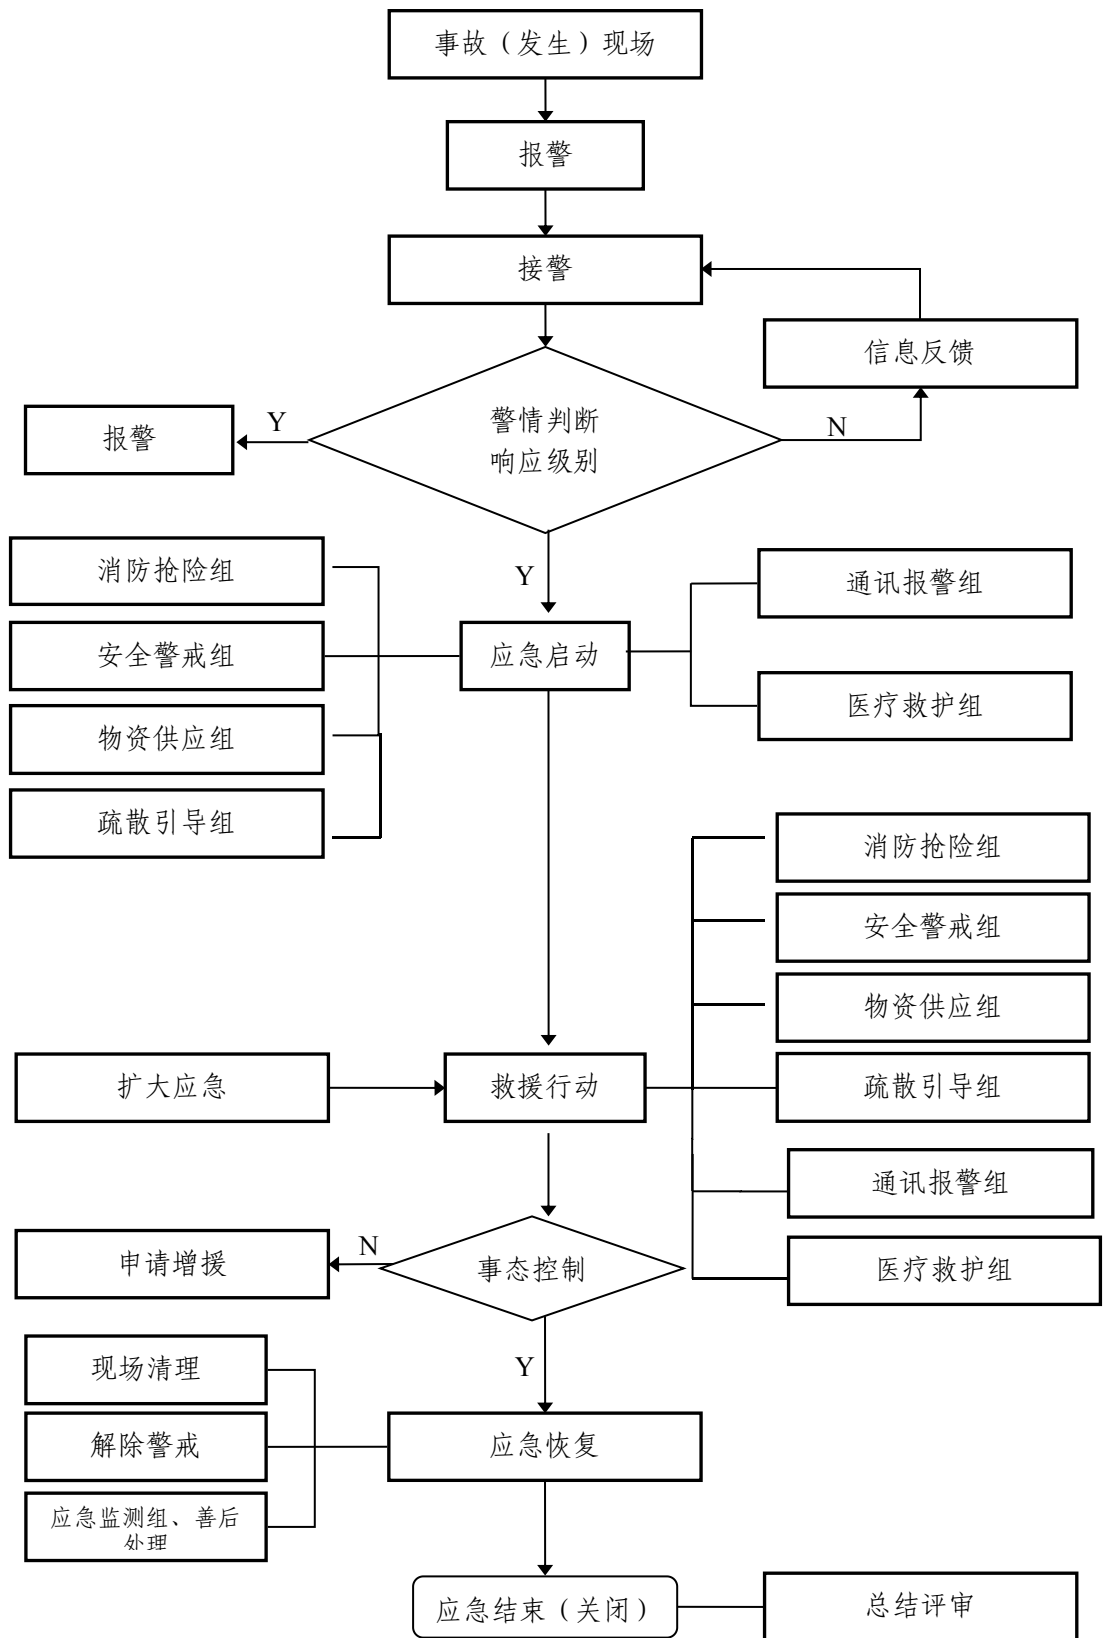 事故（发生）现场
报警
接警
信息反馈
报警
Y
警情判断
响应级别
N
消防抢险组
Y
通讯报警组
安全警戒组
应急启动
物资供应组
医疗救护组
疏散引导组
消防抢险组
安全警戒组
物资供应组
扩大应急
救援行动
疏散引导组
通讯报警组
申请增援
N
事态控制
医疗救护组
现场清理
Y
解除警戒
应急恢复
应急监测组、善后
处理
应急结束（关闭）
总结评审